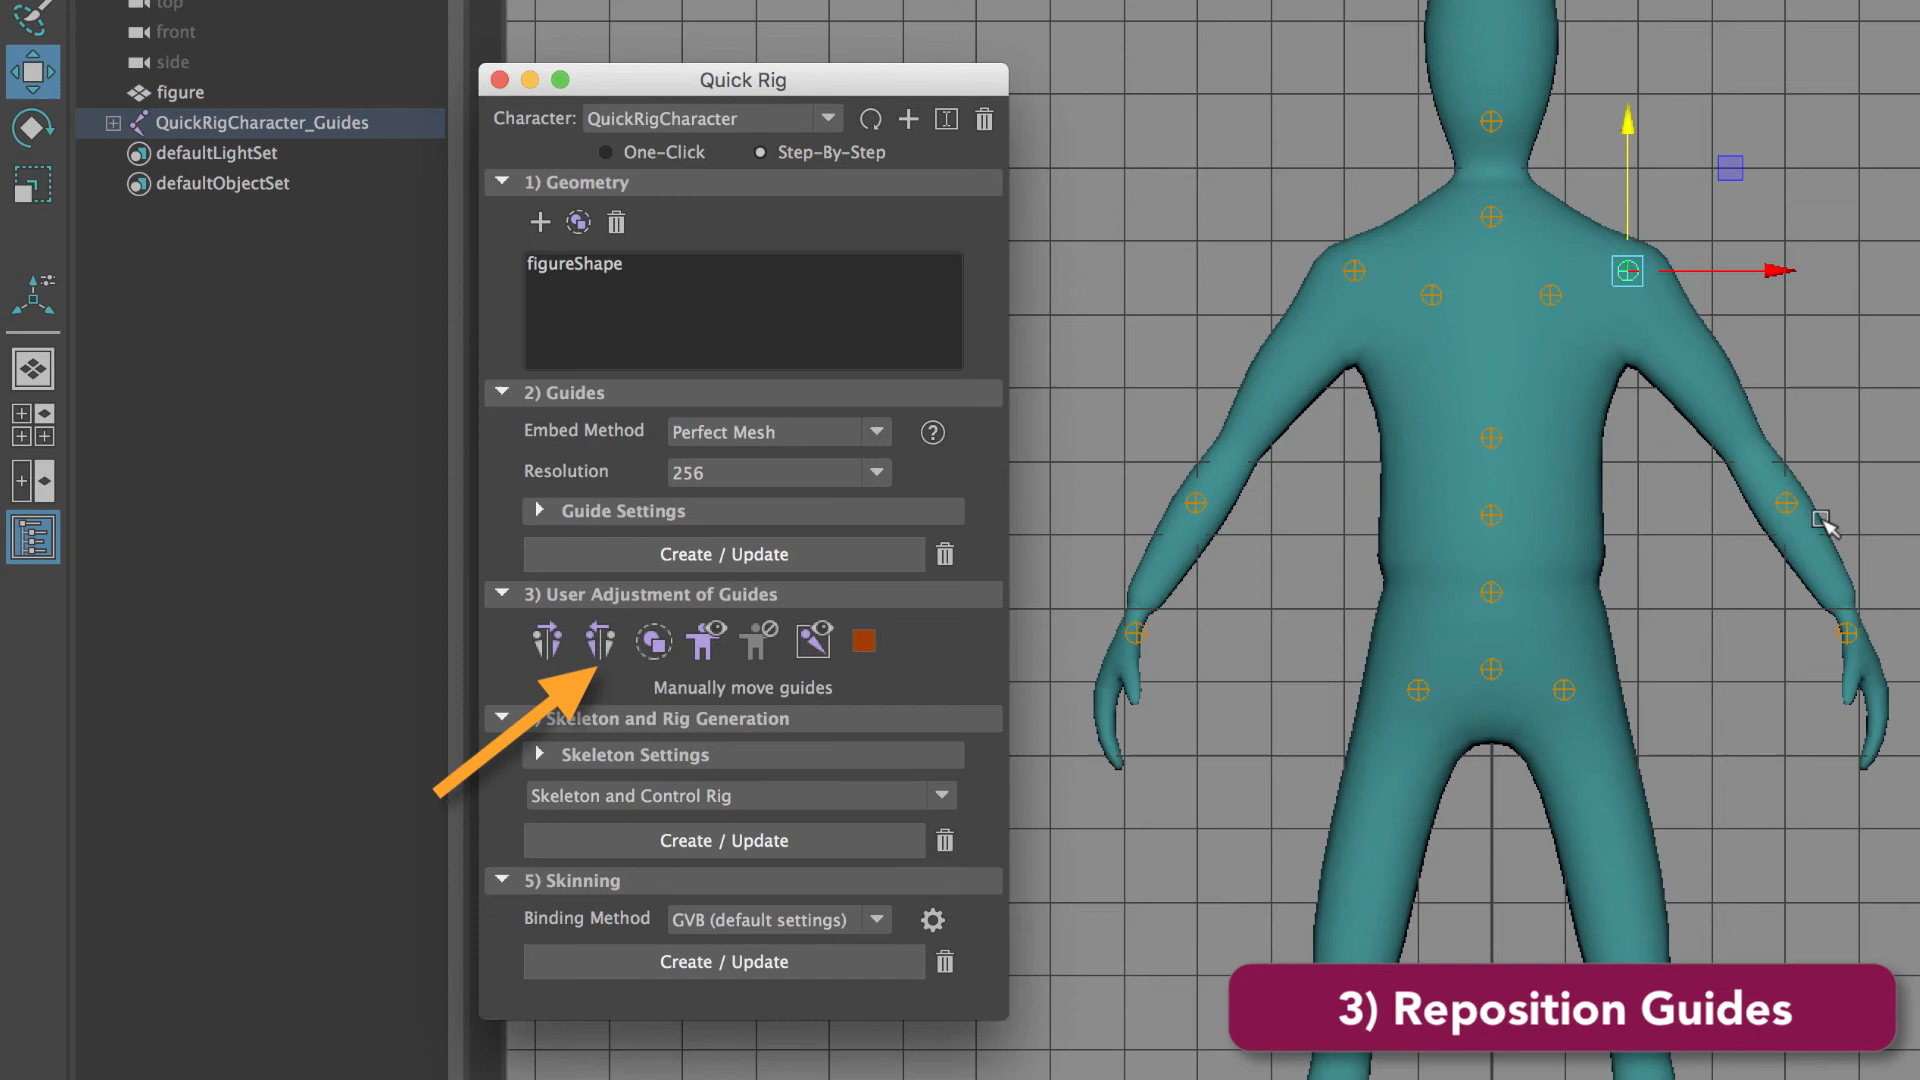 top
front
side
figure
QuickRigCharacter_Guides
defaultLightSet
defaultObjectSet
Quick Rig
Character: QuickRigCharacter
One-Click Step-By-Step
1) Geometry
figureShape
2) Guides
Embed Method Perfect Mesh
Resolution 256
Guide Settings
Create / Update
3) User Adjustment of Guides
Manually move guides
Skeleton and Rig Generation
Skeleton Settings
Skeleton and Control Rig
Create / Update
5) Skinning
Binding Method GVB (default settings)
Create / Update
3) Reposition Guides